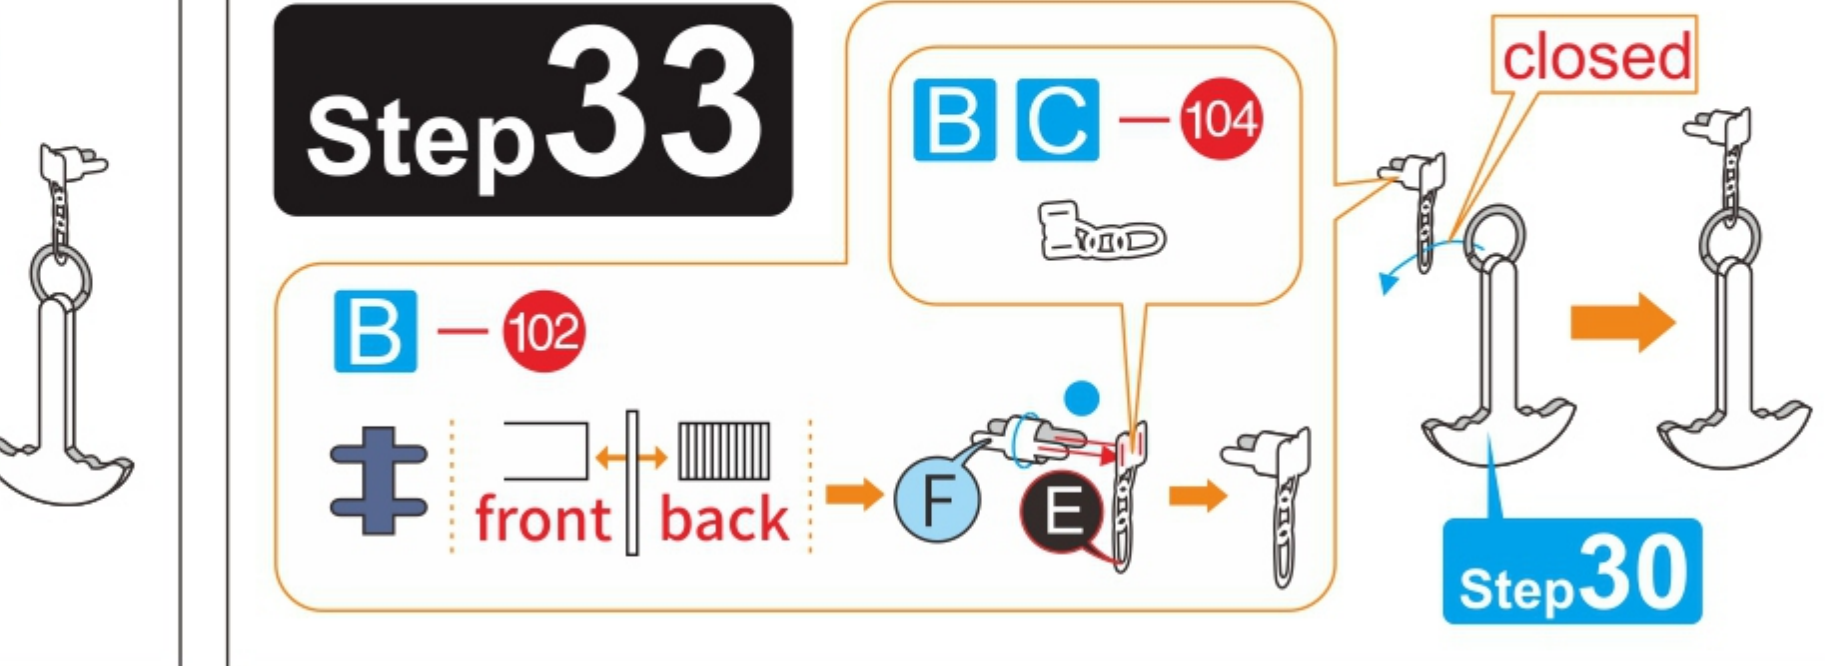 Step33
B C — 104
closed
B — 102
front back
F
E
Step30